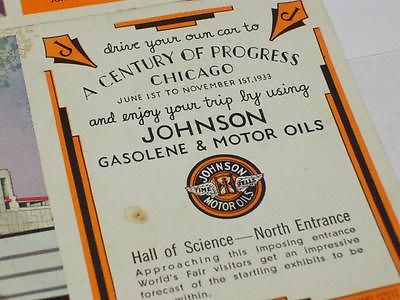 J
J
drive your own car to
A CENTURY OF PROGRESS
CHICAGO
JUNE 1ST TO NOVEMBER 1ST, 1933
and enjoy your trip by using
JOHNSON
GASOLENE & MOTOR OILS
JOHNSON
TIME TELLS
MOTOR OILS
Hall of Science—North Entrance
Approaching this imposing entrance
World's Fair visitors get an impressive
forecast of the startling exhibits to be
seen within.